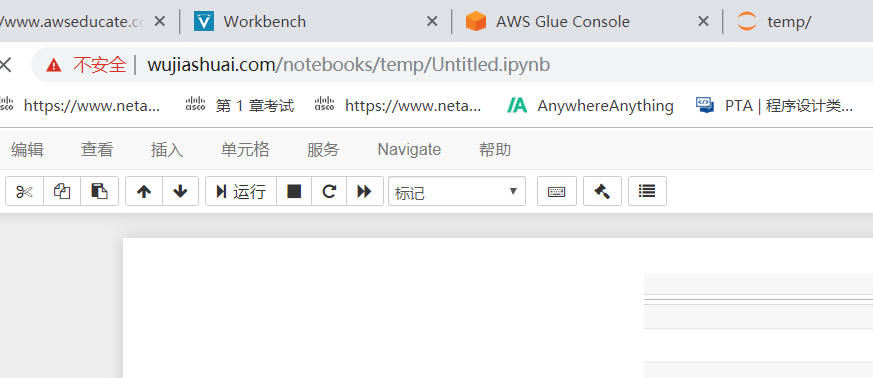 /www.awseducate.cc
Workbench
AWS Glue Console
temp/
不安全 | wujiashuai.com/notebooks/temp/Untitled.ipynb
https://www.neta...
第 1 章考试
https://www.neta...
AnywhereAnything
PTA | 程序设计类...
编辑 查看 插入 单元格 服务 Navigate 帮助
运行 标记